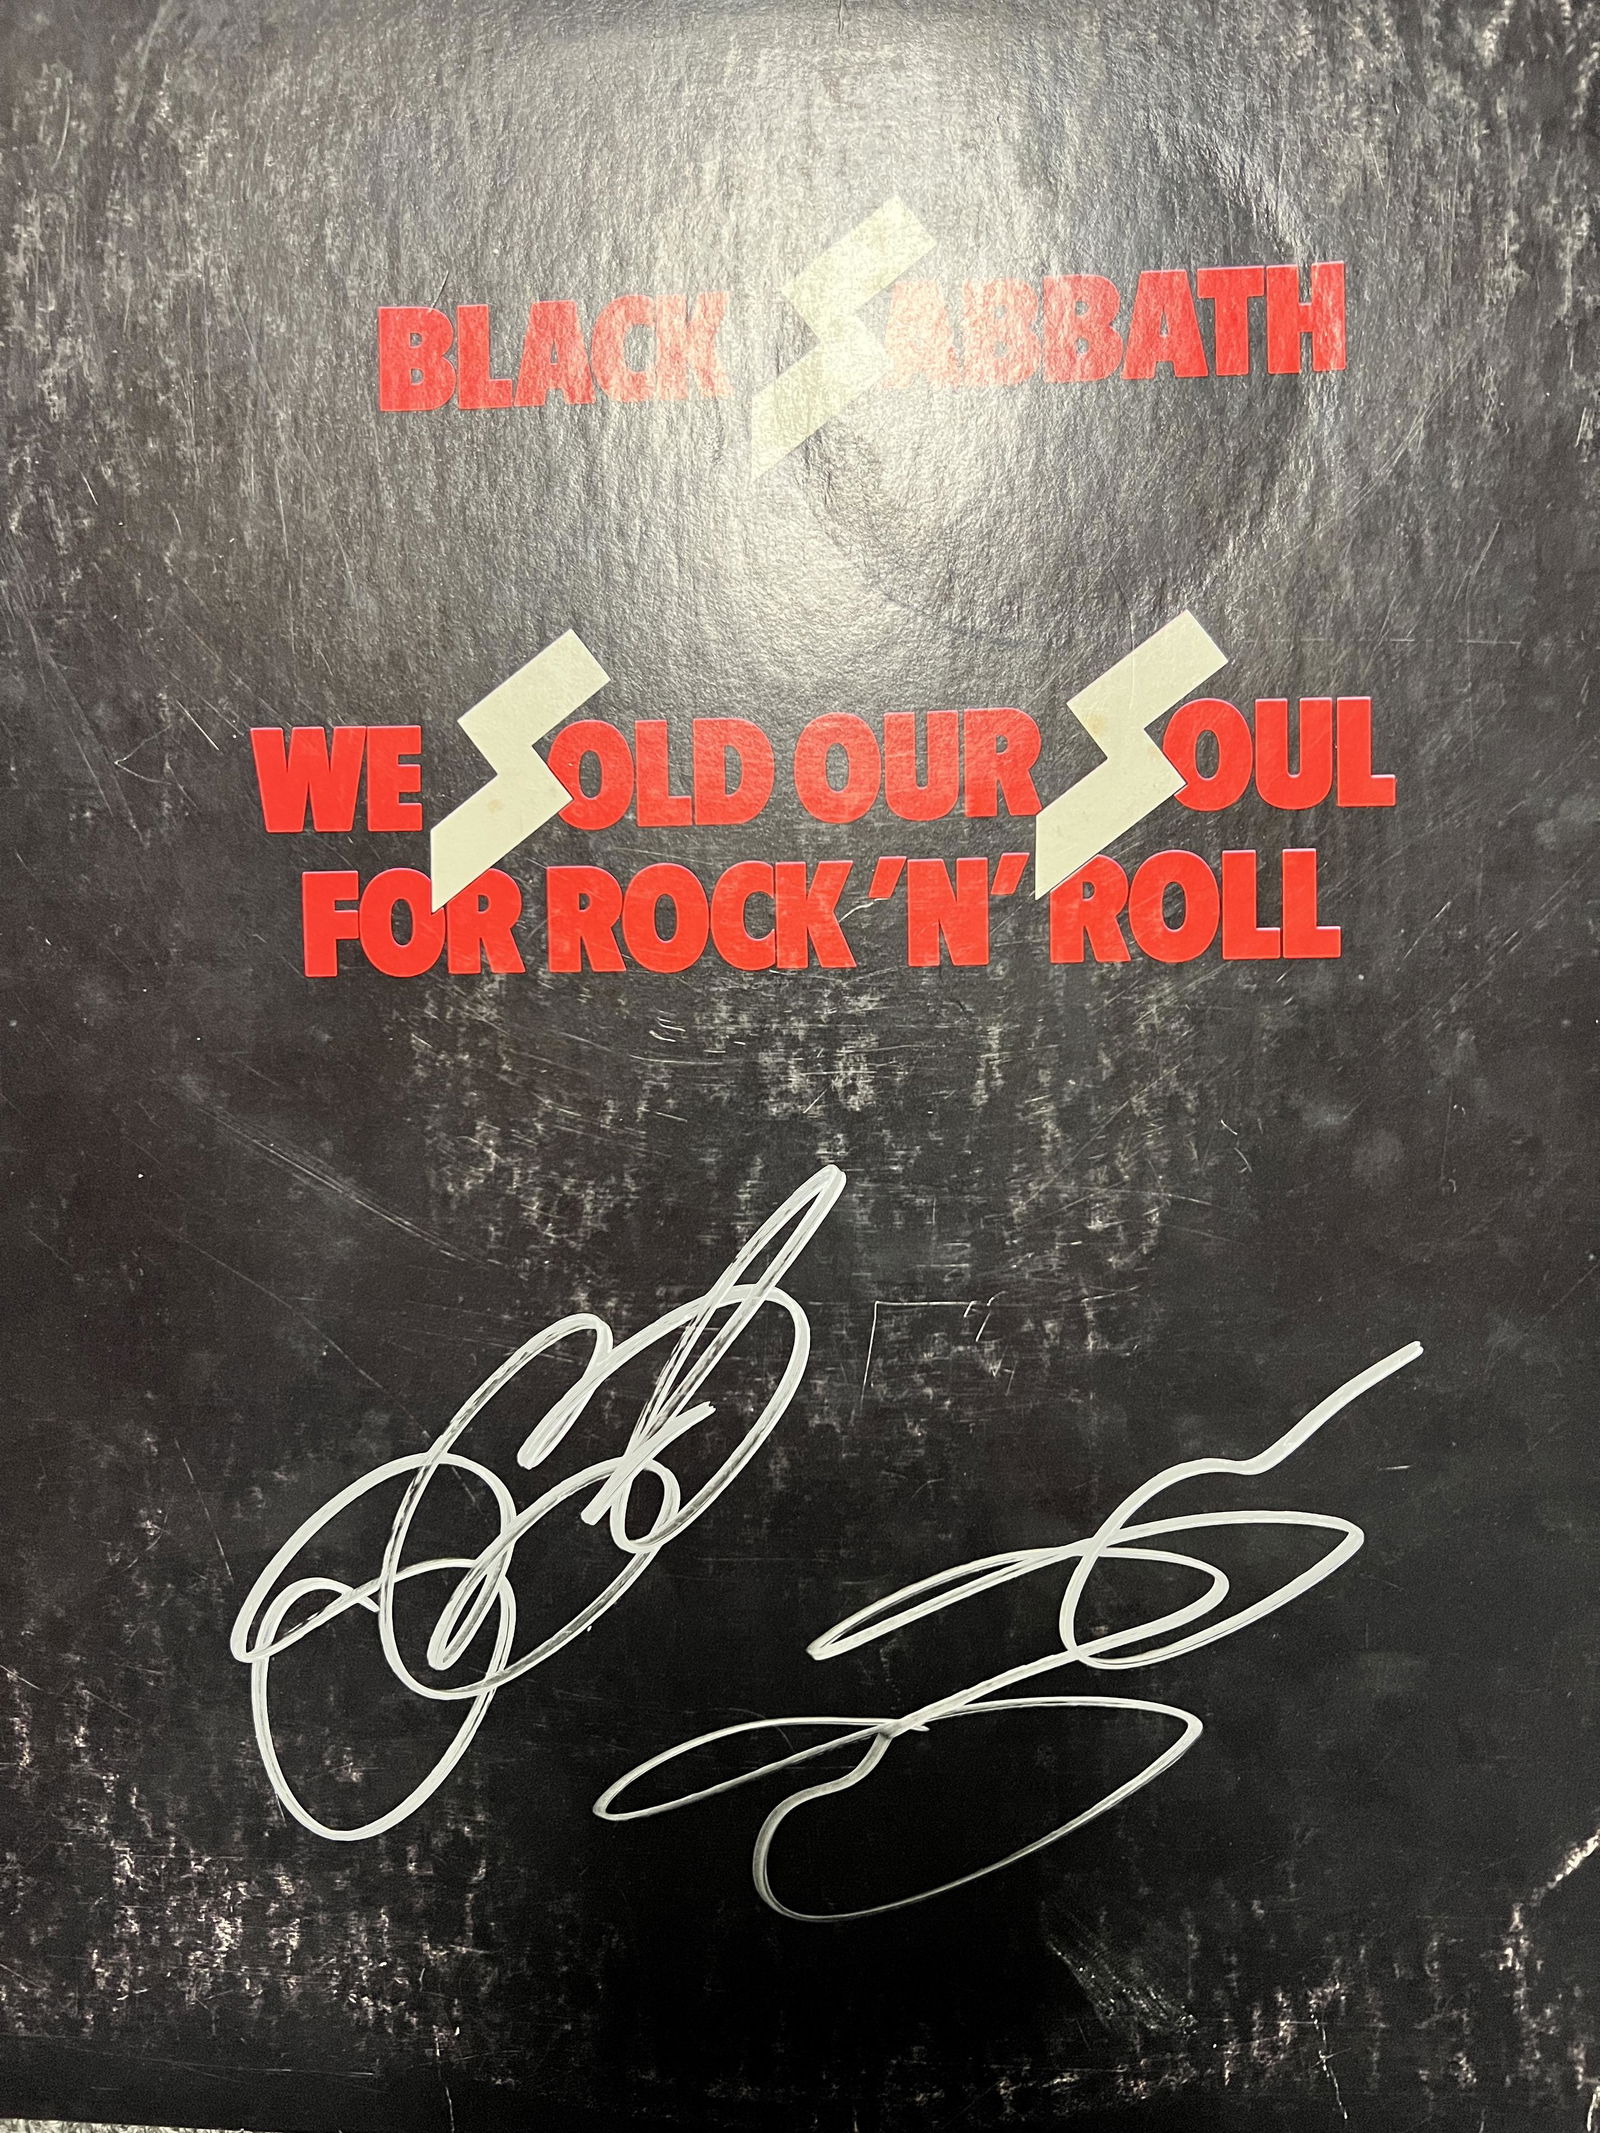 BLACK SABBATH
WE SOLD OUR SOUL
FOR ROCK 'N' ROLL